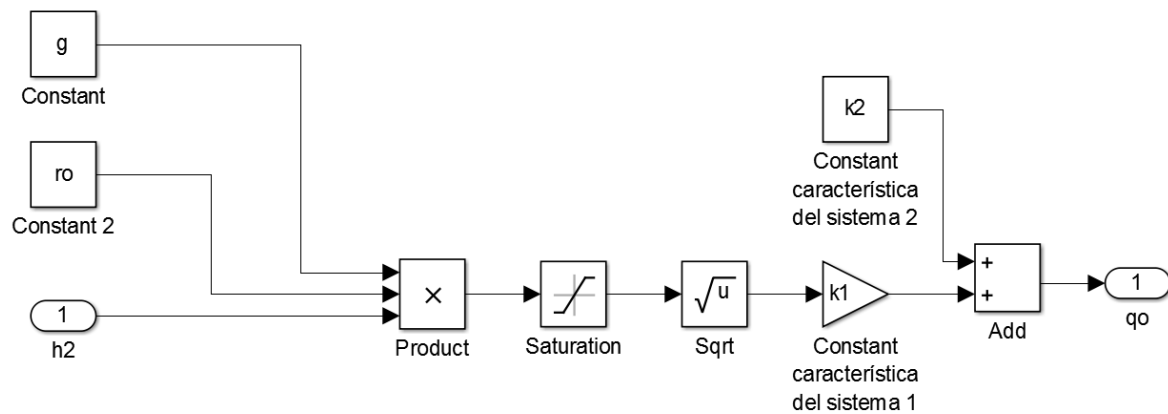 g
Constant
ro
Constant 2
1
h2
×
Product
Saturation
√u
Sqrt
k1
Constant
característica
del sistema 1
k2
Constant
característica
del sistema 2
+
+
Add
1
qo